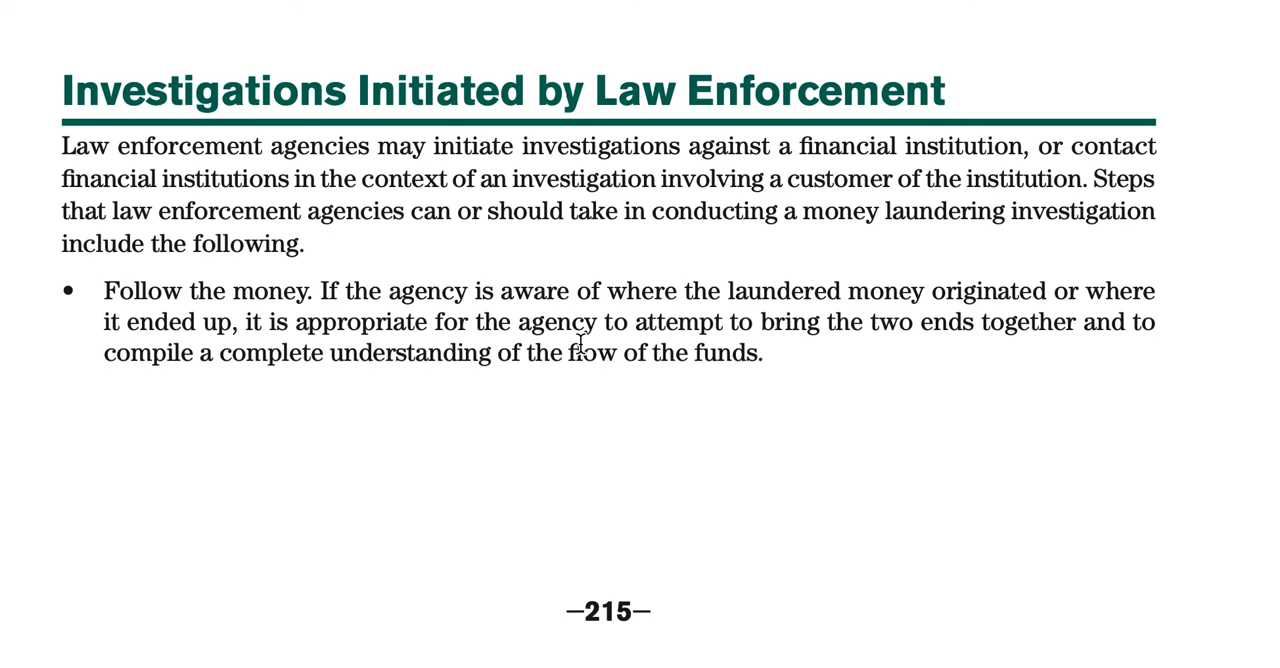 Investigations Initiated by Law Enforcement
Law enforcement agencies may initiate investigations against a financial institution, or contact
financial institutions in the context of an investigation involving a customer of the institution. Steps
that law enforcement agencies can or should take in conducting a money laundering investigation
include the following.
• Follow the money. If the agency is aware of where the laundered money originated or where
it ended up, it is appropriate for the agency to attempt to bring the two ends together and to
compile a complete understanding of the flow of the funds.
—215—